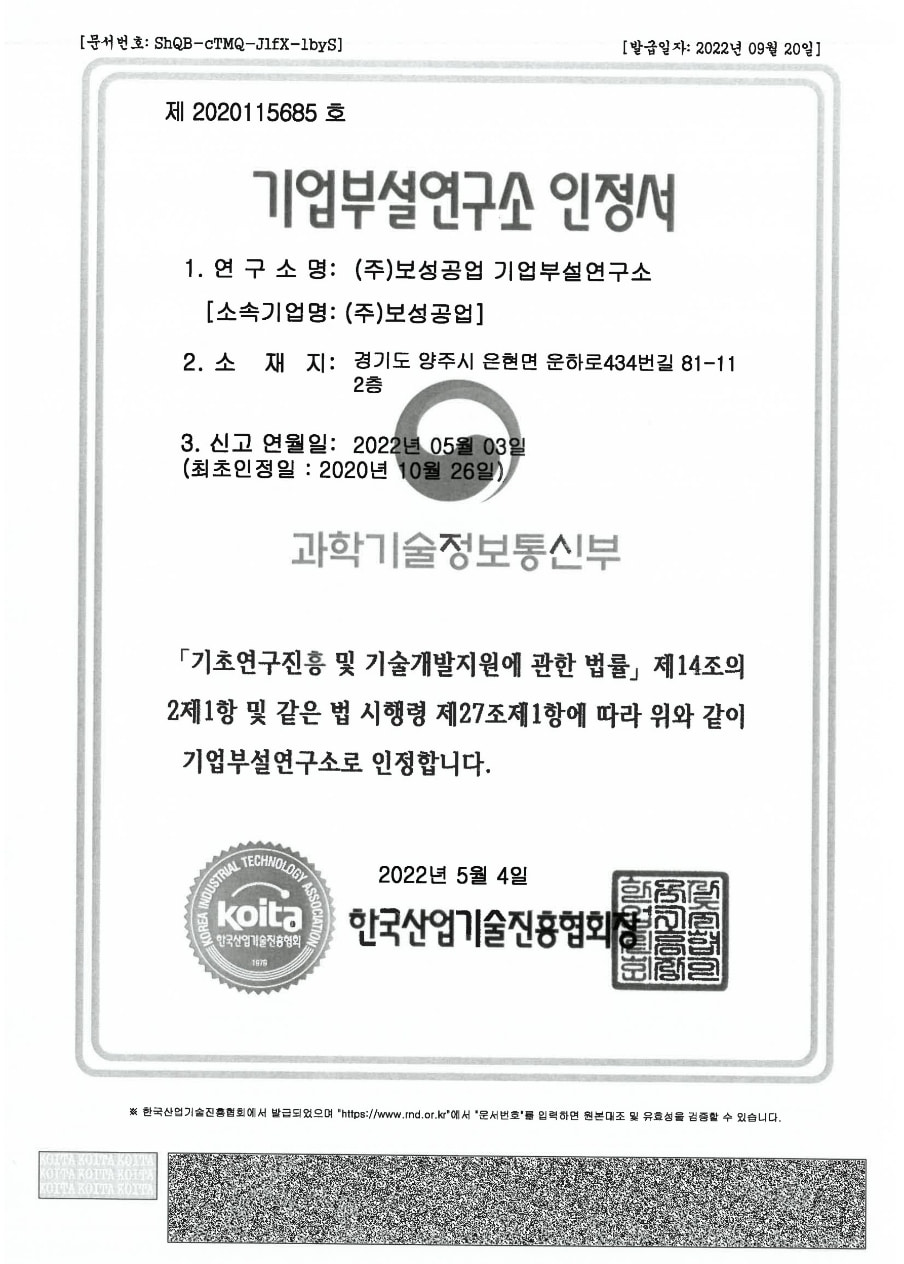 [문서번호: ShQB-cTMQ-JlfX-lbyS]
[발급일자: 2022년 09월 20일]
제 2020115685 호
기업부설연구소 인정서
1. 연 구 소 명: (주)보성공업 기업부설연구소
[소속기업명: (주)보성공업]
2. 소 재 지: 경기도 양주시 은현면 운하로434번길 81-11
2층
3. 신고 연월일: 2022년 05월 03일
(최초인정일 : 2020년 10월 26일)
과학기술정보통신부
「기초연구진흥 및 기술개발지원에 관한 법률」 제14조의
2제1항 및 같은 법 시행령 제27조제1항에 따라 위와 같이
기업부설연구소로 인정합니다.
2022년 5월 4일
KOREA INDUSTRIAL TECHNOLOGY ASSOCIATION
koita
한국산업기술진흥협회
1979
한국산업기술진흥협회장
※ 한국산업기술진흥협회에서 발급되었으며 "https://www.rnd.or.kr"에서 "문서번호"를 입력하면 원본대조 및 유효성을 검증할 수 있습니다.
KOITA KOITA KOITA
KOITA KOITA KOITA
KOITA KOITA KOITA